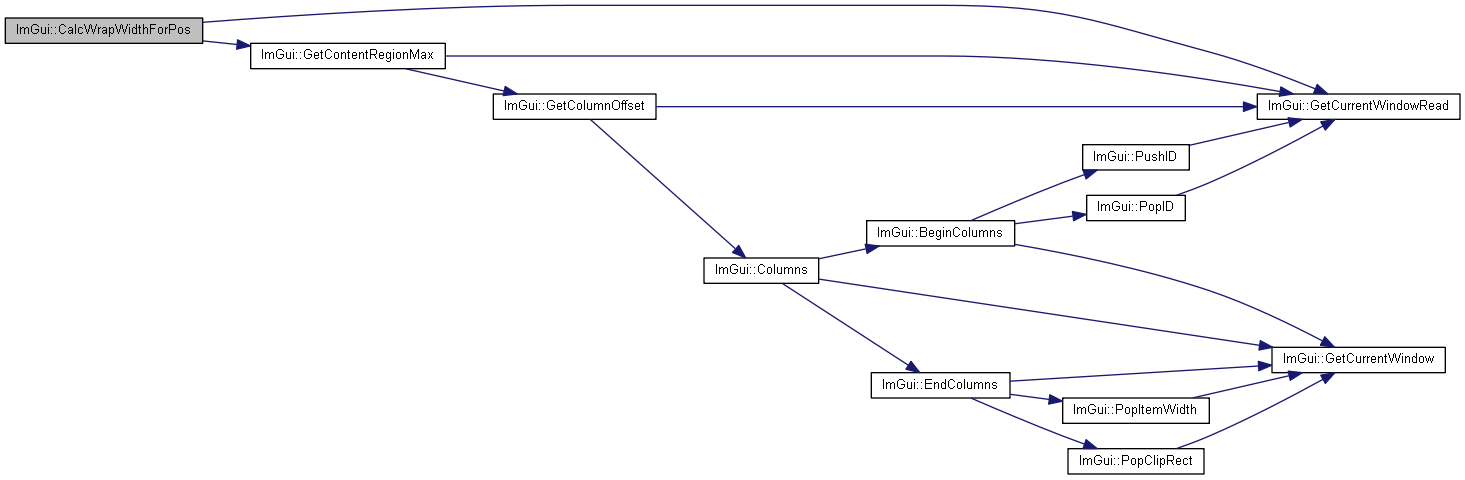 ImGui::CalcWrapWidthForPos
ImGui::GetContentRegionMax
ImGui::GetColumnOffset
ImGui::GetCurrentWindowRead
ImGui::PushID
ImGui::PopID
ImGui::BeginColumns
ImGui::Columns
ImGui::GetCurrentWindow
ImGui::EndColumns
ImGui::PopItemWidth
ImGui::PopClipRect